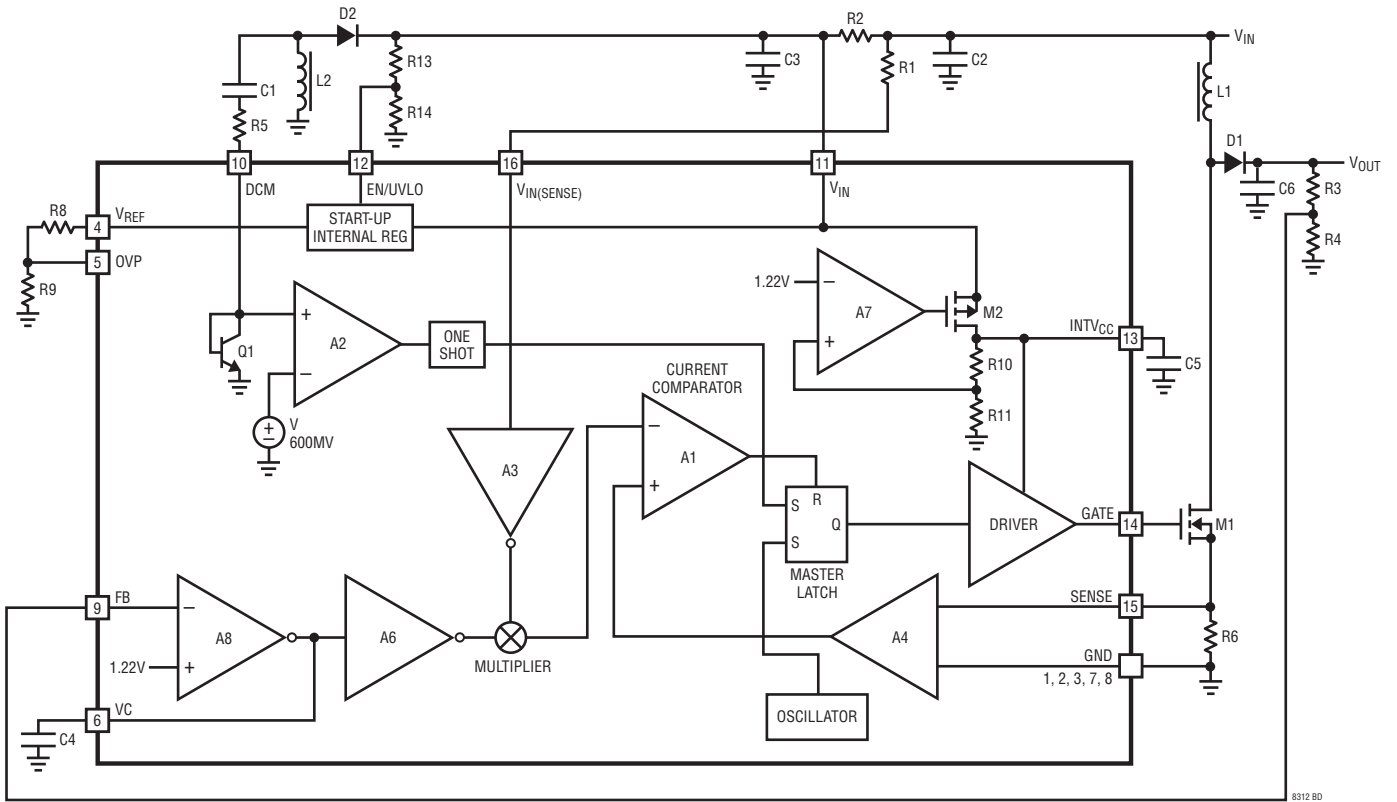 D2
R2
V_IN
R13
C3
R1
C2
C1
L2
R14
L1
R5
D1
10
12
16
11
V_OUT
DCM
EN/UVLO
V_IN(SENSE)
V_IN
C6
R3
R8
V_REF
START-UP
INTERNAL REG
4
R4
5
OVP
R9
1.22V
−
A7
M2
+
INTV_CC
13
+
A2
ONE
SHOT
Q1
−
CURRENT
COMPARATOR
R10
C5
R11
+
−
V
600MV
−
A3
A1
+
S
R
Q
S
DRIVER
GATE
14
M1
MASTER
LATCH
9
FB
−
A8
A6
MULTIPLIER
A4
SENSE
15
R6
1.22V
+
GND
1, 2, 3, 7, 8
6
VC
C4
OSCILLATOR
8312 BD